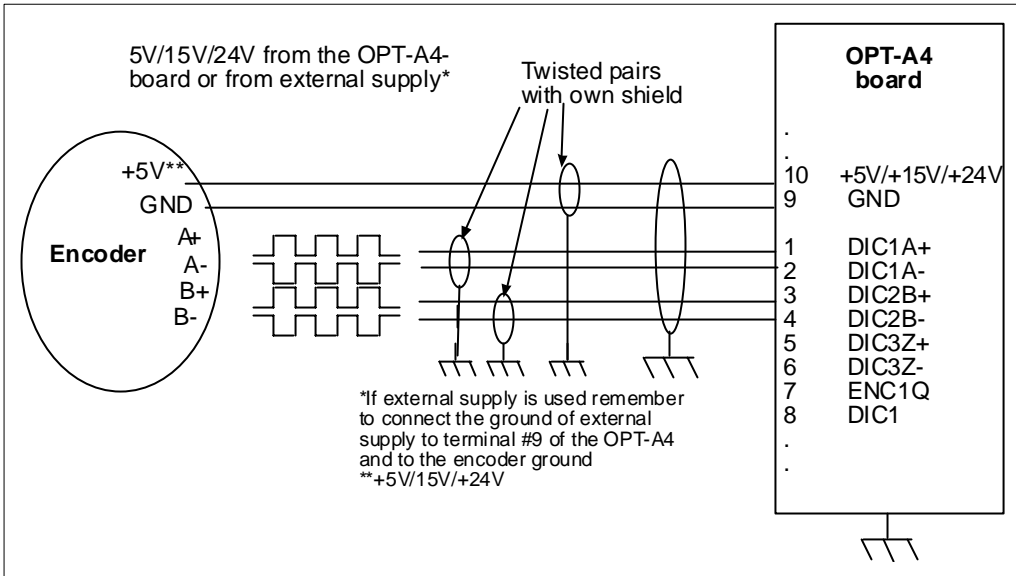 5V/15V/24V from the OPT-A4-
board or from external supply*
Twisted pairs
with own shield
OPT-A4
board
Encoder
+5V**
GND
A+
A-
B+
B-
.
.
10 +5V/+15V/+24V
9 GND
1 DIC1A+
2 DIC1A-
3 DIC2B+
4 DIC2B-
5 DIC3Z+
6 DIC3Z-
7 ENC1Q
8 DIC1
.
.
*If external supply is used remember
to connect the ground of external
supply to terminal #9 of the OPT-A4
and to the encoder ground
**+5V/15V/+24V